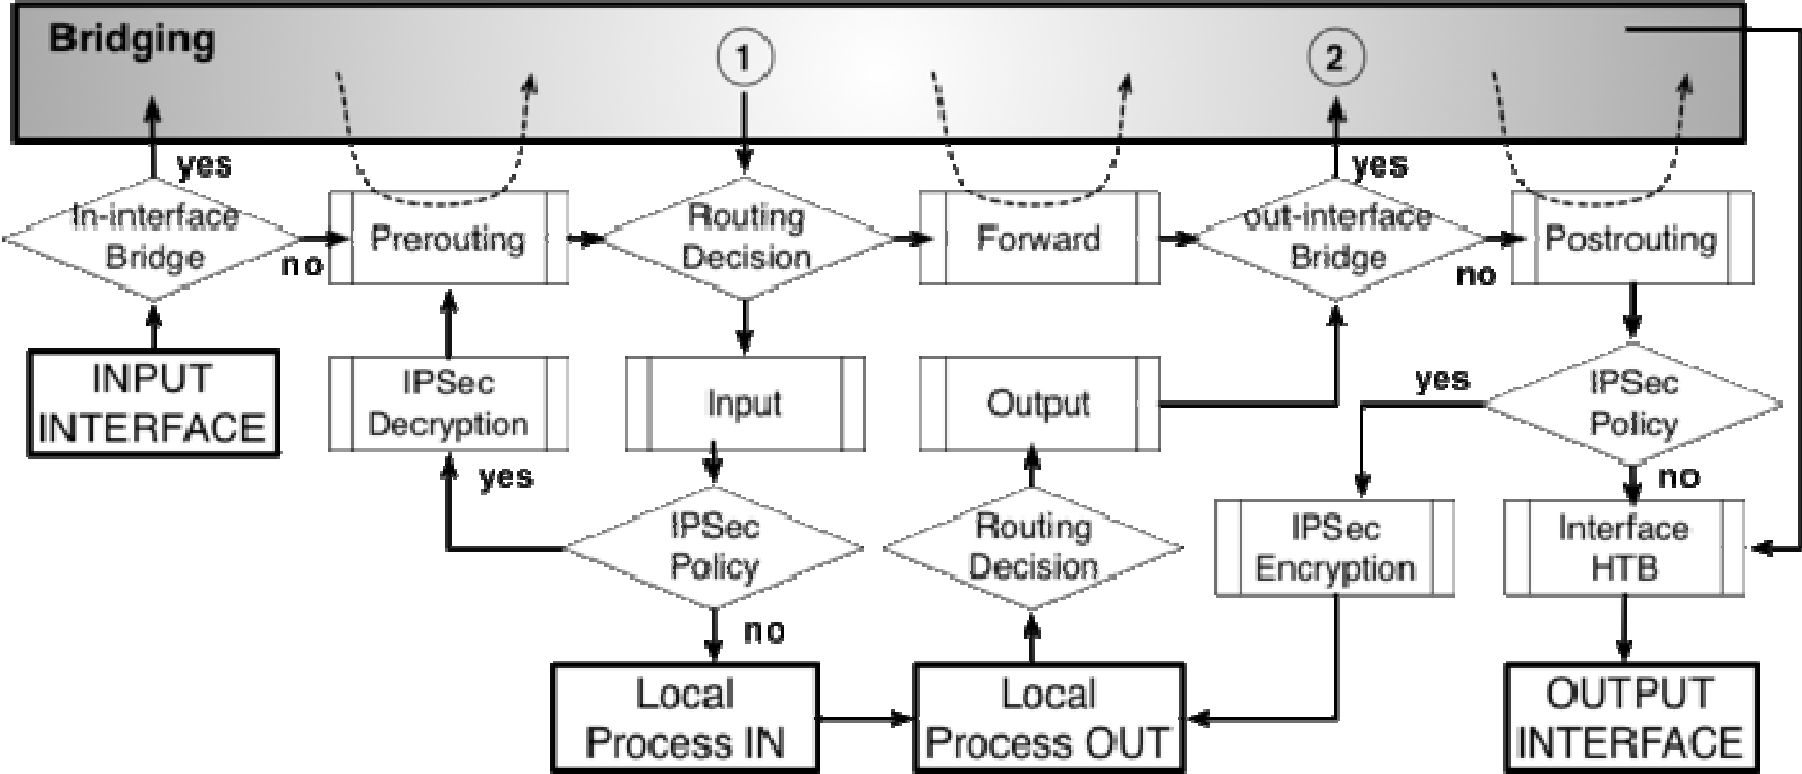 Bridging
1
2
yes
yes
In-interface
Bridge
no
Prerouting
Routing
Decision
Forward
out-interface
Bridge
no
Postrouting
INPUT
INTERFACE
IPSec
Decryption
yes
Input
Output
yes
IPSec
Policy
no
IPSec
Policy
Routing
Decision
IPSec
Encryption
Interface
HTB
no
Local
Process IN
Local
Process OUT
OUTPUT
INTERFACE